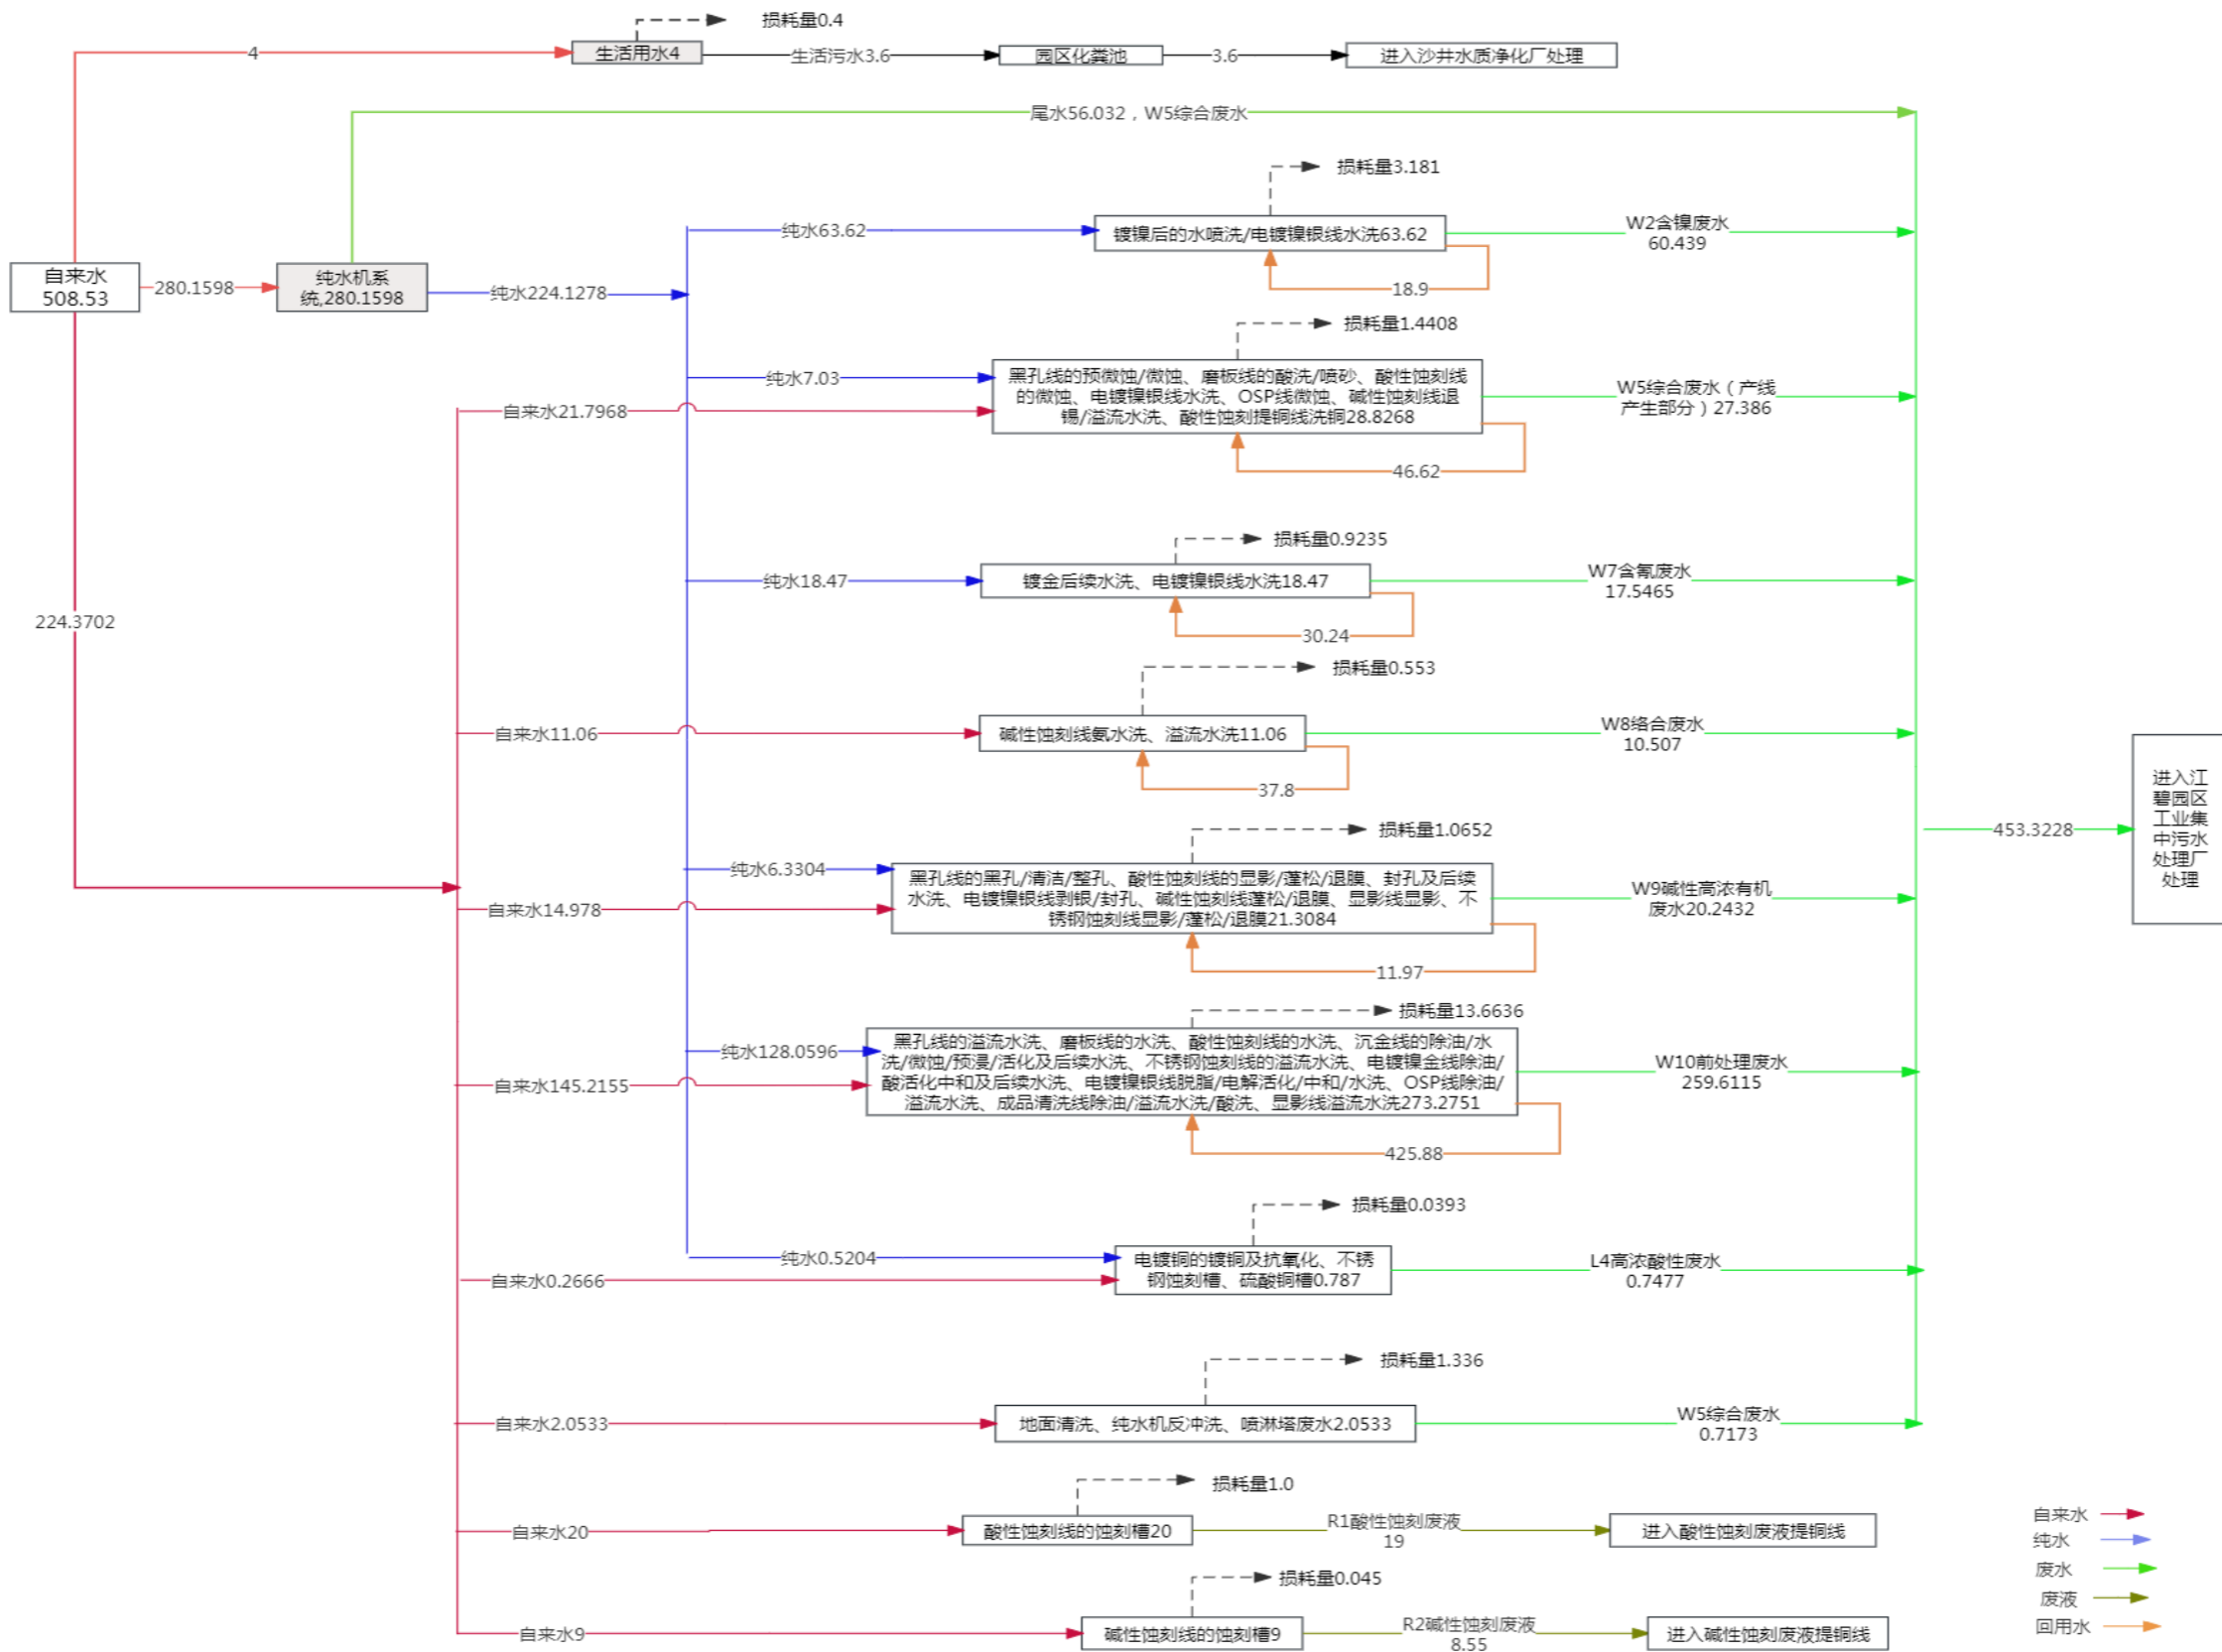 损耗量0.4
4
生活用水4
生活污水3.6
园区化粪池
3.6
进入沙井水质净化厂处理
尾水56.032，W5综合废水
自来水
508.53
280.1598
纯水机系
统,280.1598
纯水224.1278
224.3702
损耗量3.181
纯水63.62
镀镍后的水喷洗/电镀镍银线水洗63.62
W2含镍废水
60.439
18.9
损耗量1.4408
纯水7.03
自来水21.7968
黑孔线的预微蚀/微蚀、磨板线的酸洗/喷砂、酸性蚀刻线
的微蚀、电镀镍银线水洗、OSP线微蚀、碱性蚀刻线退
锡/溢流水洗、酸性蚀刻提铜线洗铜28.8268
W5综合废水（产线
产生部分）27.386
46.62
损耗量0.9235
纯水18.47
镀金后续水洗、电镀镍银线水洗18.47
W7含氰废水
17.5465
30.24
损耗量0.553
自来水11.06
碱性蚀刻线氨水洗、溢流水洗11.06
W8络合废水
10.507
37.8
损耗量1.0652
纯水6.3304
自来水14.978
黑孔线的黑孔/清洁/整孔、酸性蚀刻线的显影/蓬松/退膜、封孔及后续
水洗、电镀镍银线剥银/封孔、碱性蚀刻线蓬松/退膜、显影线显影、不
锈钢蚀刻线显影/蓬松/退膜21.3084
W9碱性高浓有机
废水20.2432
11.97
损耗量13.6636
纯水128.0596
自来水145.2155
黑孔线的溢流水洗、磨板线的水洗、酸性蚀刻线的水洗、沉金线的除油/水
洗/微蚀/预浸/活化及后续水洗、不锈钢蚀刻线的溢流水洗、电镀镍金线除油/
酸活化中和及后续水洗、电镀镍银线脱脂/电解活化/中和/水洗、OSP线除油/
溢流水洗、成品清洗线除油/溢流水洗/酸洗、显影线溢流水洗273.2751
W10前处理废水
259.6115
425.88
损耗量0.0393
纯水0.5204
自来水0.2666
电镀铜的镀铜及抗氧化、不锈
钢蚀刻槽、硫酸铜槽0.787
L4高浓酸性废水
0.7477
损耗量1.336
自来水2.0533
地面清洗、纯水机反冲洗、喷淋塔废水2.0533
W5综合废水
0.7173
453.3228
进入江
碧园区
工业集
中污水
处理厂
处理
损耗量1.0
自来水20
酸性蚀刻线的蚀刻槽20
R1酸性蚀刻废液
19
进入酸性蚀刻废液提铜线
损耗量0.045
自来水9
碱性蚀刻线的蚀刻槽9
R2碱性蚀刻废液
8.55
进入碱性蚀刻废液提铜线
自来水
纯水
废水
废液
回用水